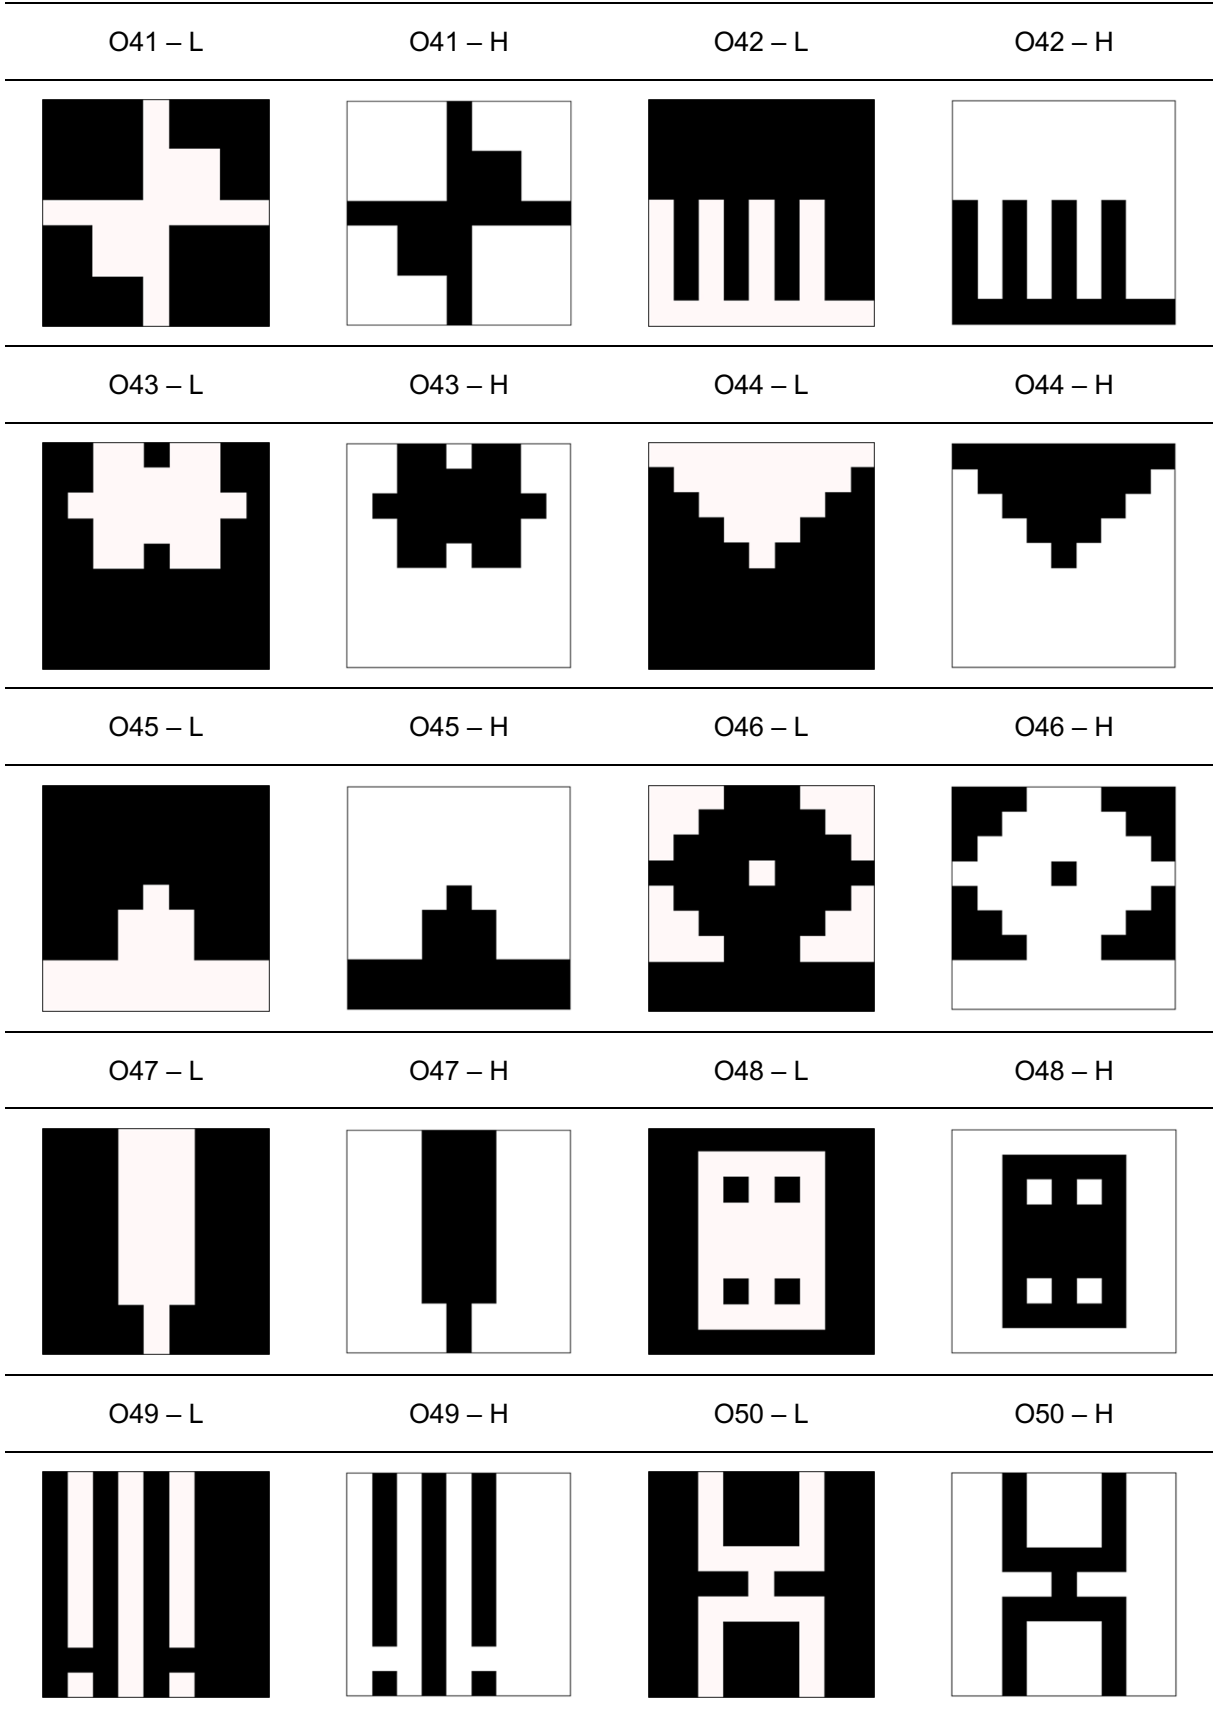 O41 – L O41 – H O42 – L O42 – H
O43 – L O43 – H O44 – L O44 – H
O45 – L O45 – H O46 – L O46 – H
O47 – L O47 – H O48 – L O48 – H
O49 – L O49 – H O50 – L O50 – H